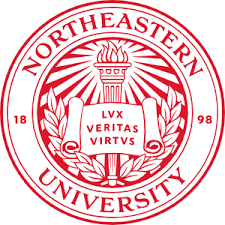 NORTHEASTERN
LVX
VERITAS
VIRTVS
18 98
UNIVERSITY